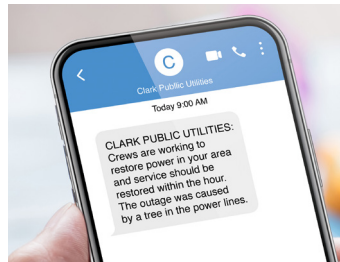 C
Clark Public Utilities
Today 9:00 AM
CLARK PUBLIC UTILITIES:
Crews are working to
restore power in your area
and service should be
restored within the hour.
The outage was caused
by a tree in the power lines.